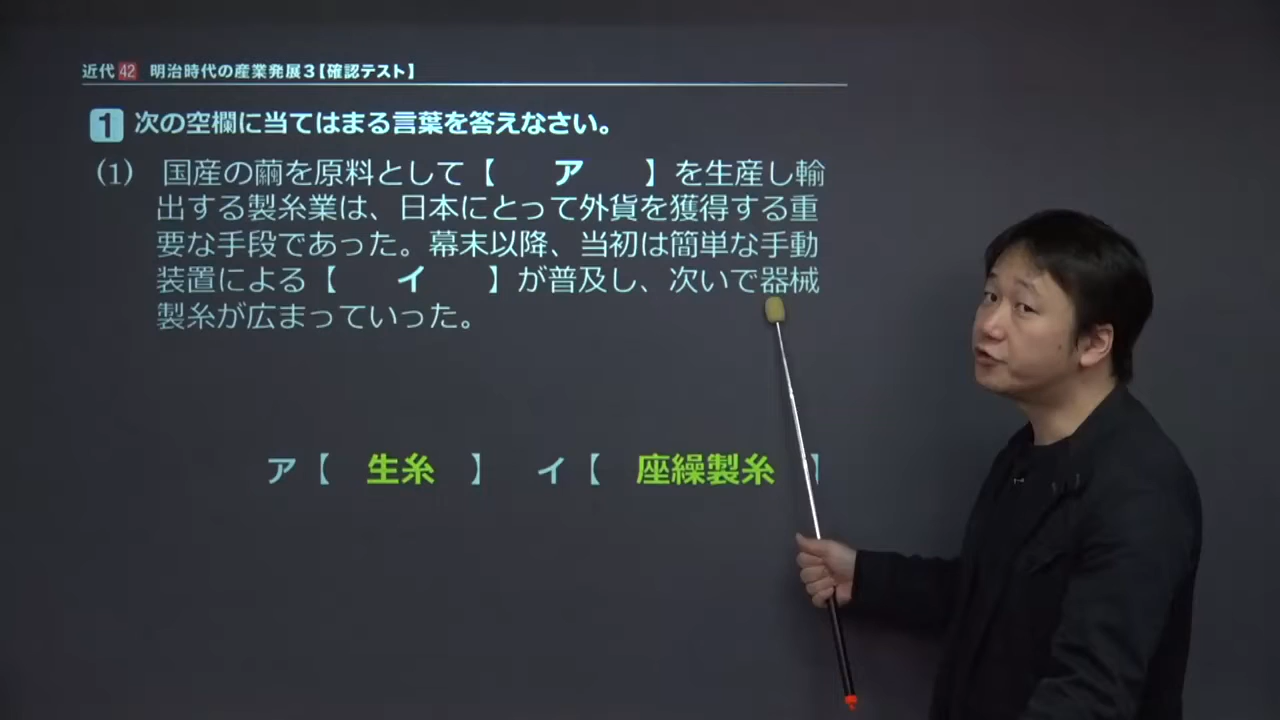 近代42 明治時代の産業発展3【確認テスト】
1 次の空欄に当てはまる言葉を答えなさい。
(1) 国産の繭を原料として【 ア 】を生産し輸
出する製糸業は、日本にとって外貨を獲得する重
要な手段であった。幕末以降、当初は簡単な手動
装置による【 イ 】が普及し、次いで器械
製糸が広まっていった。
ア【 生糸 】 イ【 座繰製糸 】